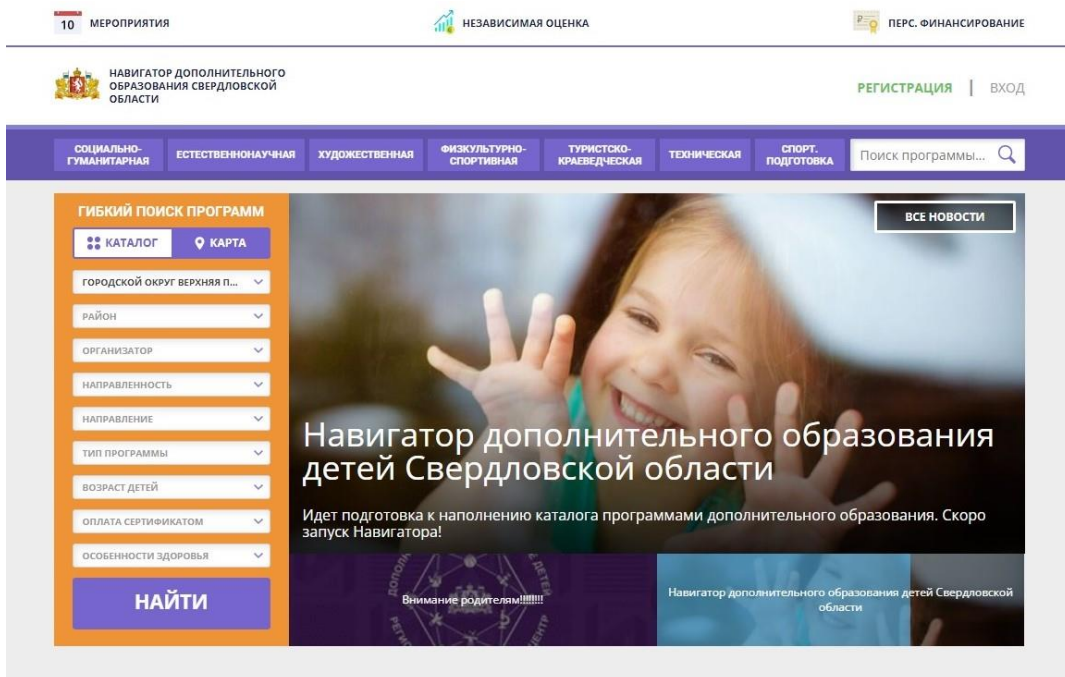 10 МЕРОПРИЯТИЯ
НЕЗАВИСИМАЯ ОЦЕНКА
ПЕРС. ФИНАНСИРОВАНИЕ
НАВИГАТОР ДОПОЛНИТЕЛЬНОГО
ОБРАЗОВАНИЯ СВЕРДЛОВСКОЙ
ОБЛАСТИ
РЕГИСТРАЦИЯ | ВХОД
СОЦИАЛЬНО-
ГУМАНИТАРНАЯ
ЕСТЕСТВЕННОНАУЧНАЯ
ХУДОЖЕСТВЕННАЯ
ФИЗКУЛЬТУРНО-
СПОРТИВНАЯ
ТУРИСТСКО-
КРАЕВЕДЧЕСКАЯ
ТЕХНИЧЕСКАЯ
СПОРТ.
ПОДГОТОВКА
Поиск программы...
ГИБКИЙ ПОИСК ПРОГРАММ
КАТАЛОГ
КАРТА
ГОРОДСКОЙ ОКРУГ ВЕРХНЯЯ П...
РАЙОН
ОРГАНИЗАТОР
НАПРАВЛЕННОСТЬ
НАПРАВЛЕНИЕ
ТИП ПРОГРАММЫ
ВОЗРАСТ ДЕТЕЙ
ОПЛАТА СЕРТИФИКАТОМ
ОСОБЕННОСТИ ЗДОРОВЬЯ
НАЙТИ
ВСЕ НОВОСТИ
Навигатор дополнительного образования
детей Свердловской области
Идет подготовка к наполнению каталога программами дополнительного образования. Скоро
запуск Навигатора!
Внимание родителям!!!!!!!!
Навигатор дополнительного образования детей Свердловской
области